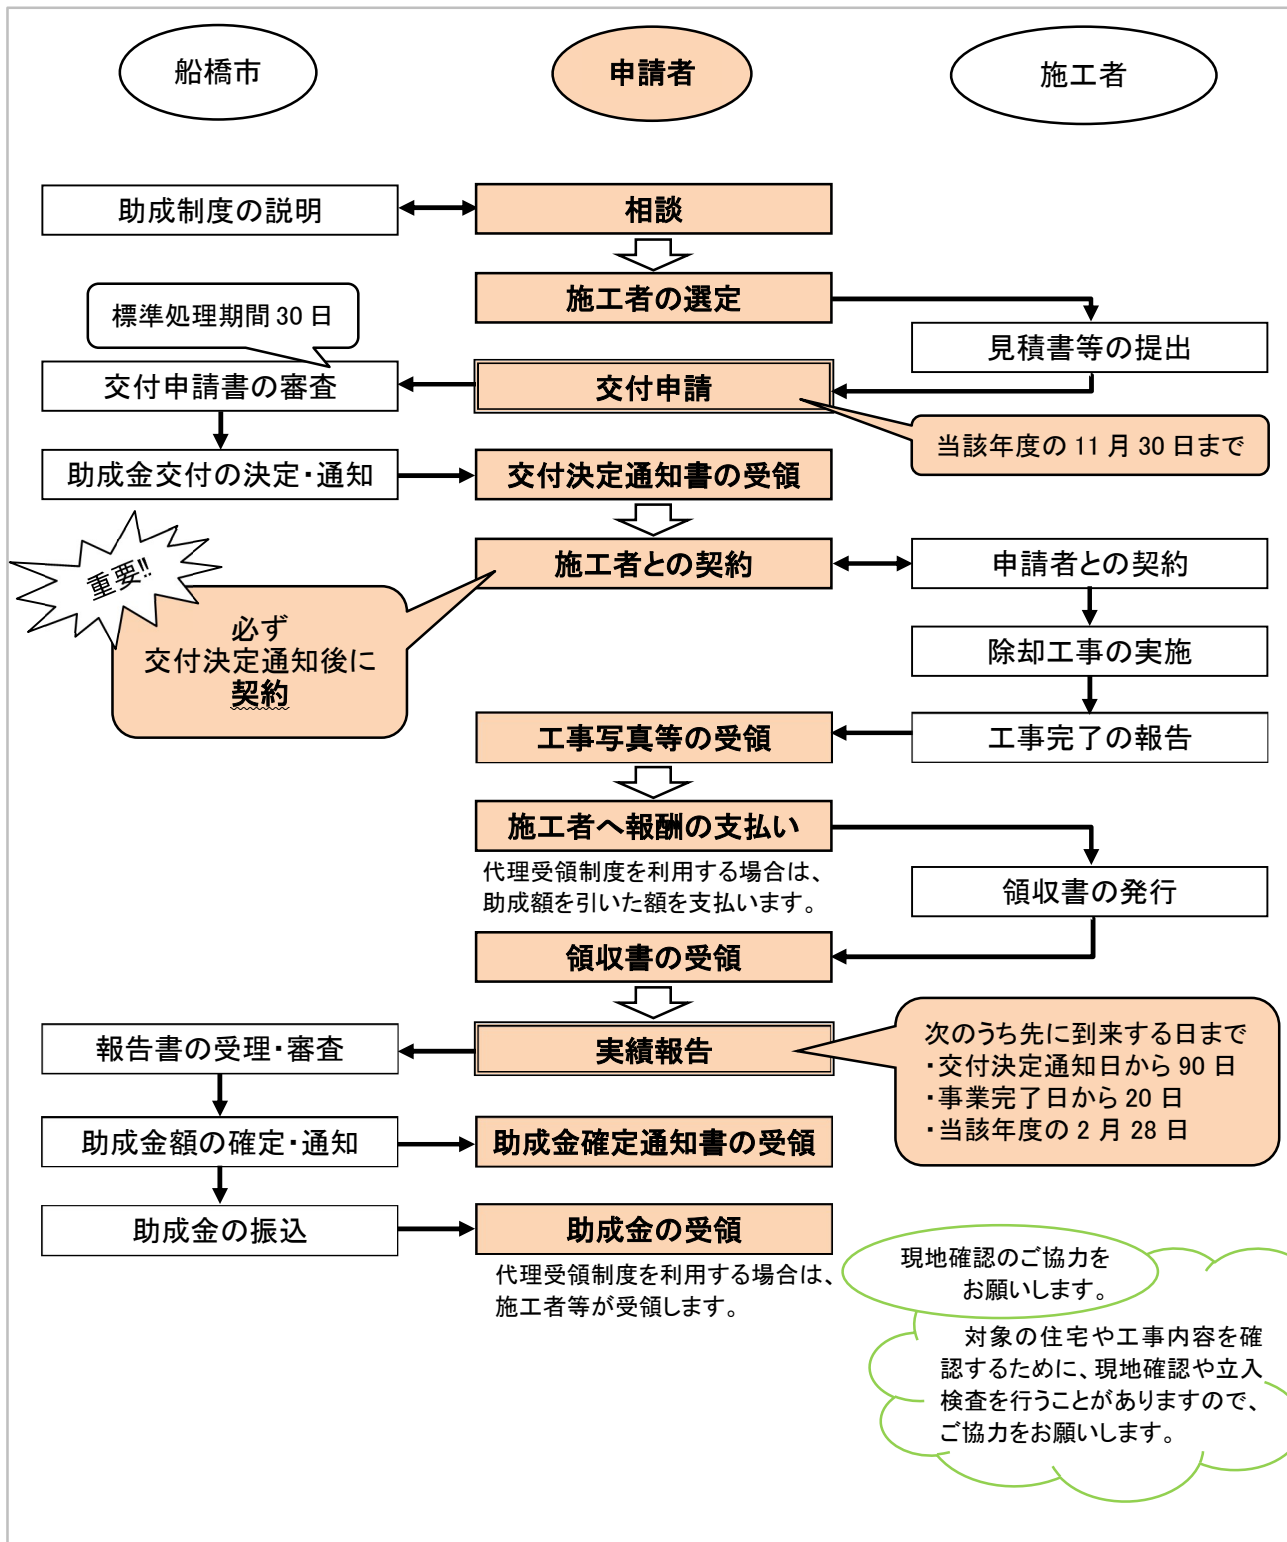 船橋市
申請者
施工者
助成制度の説明
相談
施工者の選定
標準処理期間 30 日
見積書等の提出
交付申請書の審査
交付申請
当該年度の 11 月 30 日まで
助成金交付の決定・通知
交付決定通知書の受領
重要!!
施工者との契約
申請者との契約
必ず
交付決定通知後に
契約
除却工事の実施
工事写真等の受領
工事完了の報告
施工者へ報酬の支払い
代理受領制度を利用する場合は、
助成額を引いた額を支払います。
領収書の発行
領収書の受領
報告書の受理・審査
実績報告
次のうち先に到来する日まで
・交付決定通知日から 90 日
・事業完了日から 20 日
・当該年度の 2 月 28 日
助成金額の確定・通知
助成金確定通知書の受領
助成金の振込
助成金の受領
代理受領制度を利用する場合は、
施工者等が受領します。
現地確認のご協力を
お願いします。
対象の住宅や工事内容を確
認するために、現地確認や立入
検査を行うことがありますので、
ご協力をお願いします。